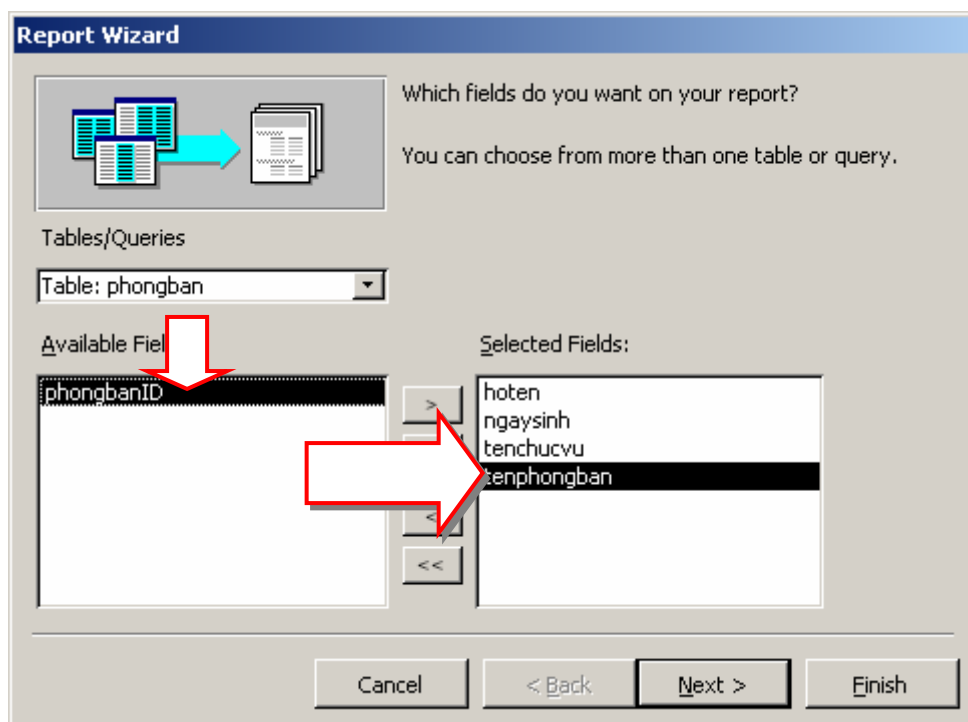 Report Wizard
Which fields do you want on your report?
You can choose from more than one table or query.
Tables/Queries
Table: phongban
Available Fiel
Selected Fields:
phongbanID
>
hoten
ngaysinh
tenchucvu
tenphongban
<
<<
Cancel
< Back
Next >
Finish